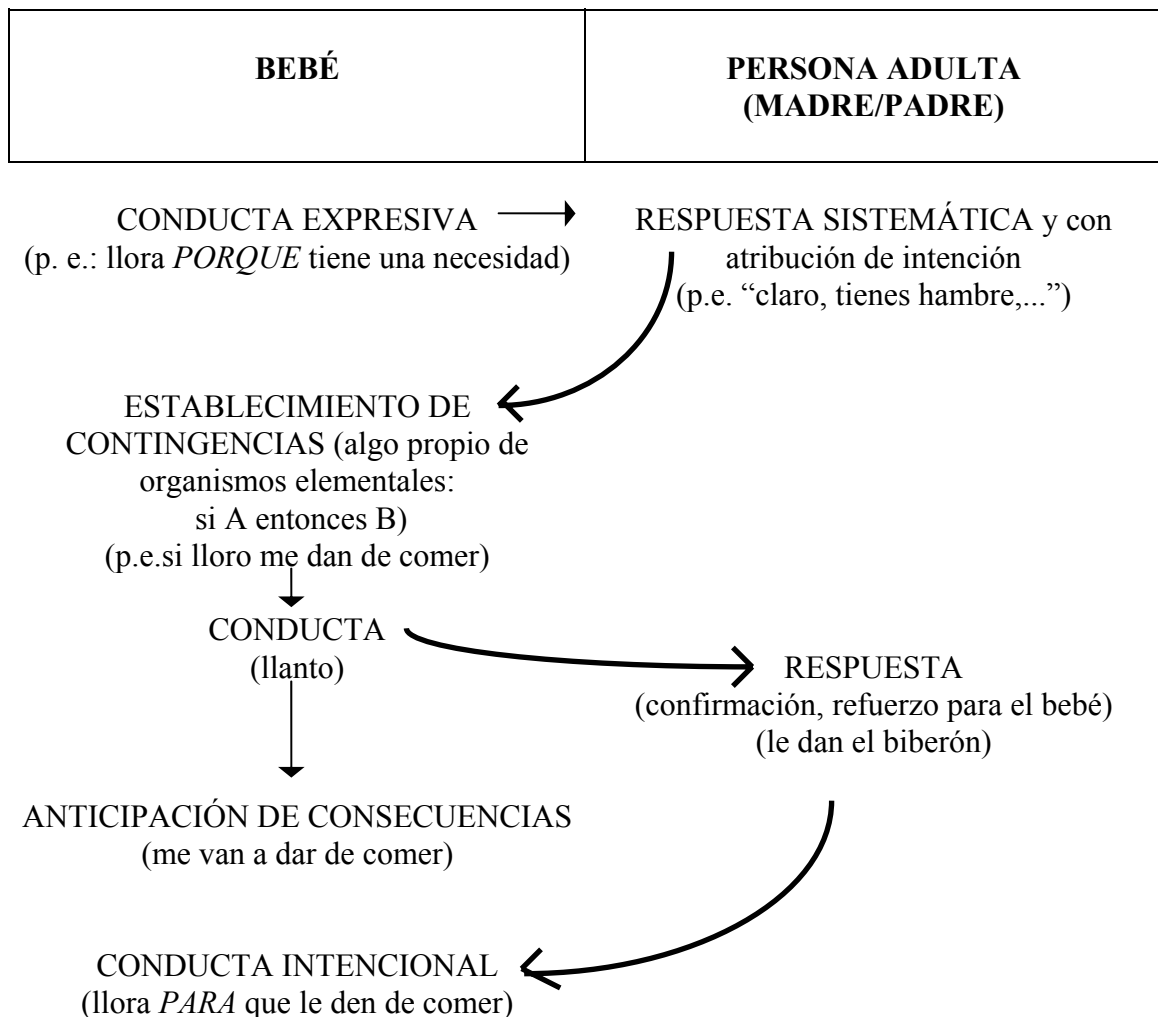 BEBÉ
PERSONA ADULTA
(MADRE/PADRE)
CONDUCTA EXPRESIVA
(p. e.: llora PORQUE tiene una necesidad)
RESPUESTA SISTEMÁTICA y con
atribución de intención
(p.e. “claro, tienes hambre,...”)
ESTABLECIMIENTO DE
CONTINGENCIAS (algo propio de
organismos elementales:
si A entonces B)
(p.e.si lloro me dan de comer)
CONDUCTA
(llanto)
RESPUESTA
(confirmación, refuerzo para el bebé)
(le dan el biberón)
ANTICIPACIÓN DE CONSECUENCIAS
(me van a dar de comer)
CONDUCTA INTENCIONAL
(llora PARA que le den de comer)